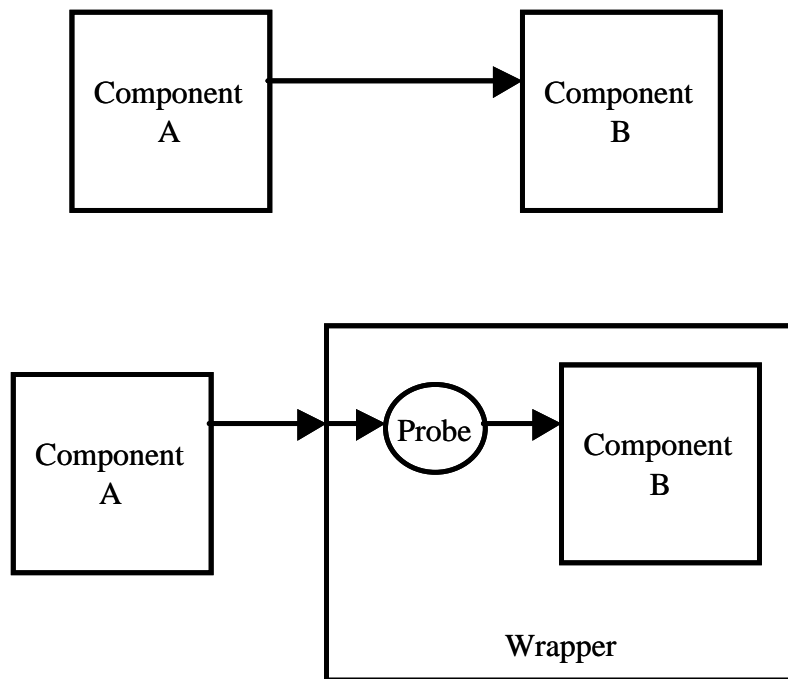 Component
A
Component
B
Component
A
Probe
Component
B
Wrapper